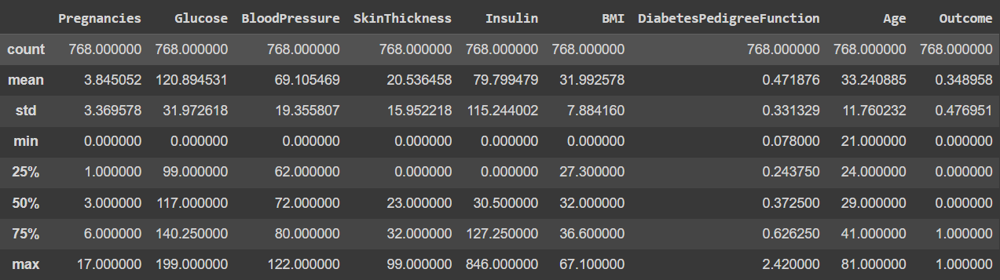 Pregnancies Glucose BloodPressure SkinThickness Insulin BMI DiabetesPedigreeFunction Age Outcome
count 768.000000 768.000000 768.000000 768.000000 768.000000 768.000000 768.000000 768.000000 768.000000
mean 3.845052 120.894531 69.105469 20.536458 79.799479 31.992578 0.471876 33.240885 0.348958
std 3.369578 31.972618 19.355807 15.952218 115.244002 7.884160 0.331329 11.760232 0.476951
min 0.000000 0.000000 0.000000 0.000000 0.000000 0.000000 0.078000 21.000000 0.000000
25% 1.000000 99.000000 62.000000 0.000000 0.000000 27.300000 0.243750 24.000000 0.000000
50% 3.000000 117.000000 72.000000 23.000000 30.500000 32.000000 0.372500 29.000000 0.000000
75% 6.000000 140.250000 80.000000 32.000000 127.250000 36.600000 0.626250 41.000000 1.000000
max 17.000000 199.000000 122.000000 99.000000 846.000000 67.100000 2.420000 81.000000 1.000000